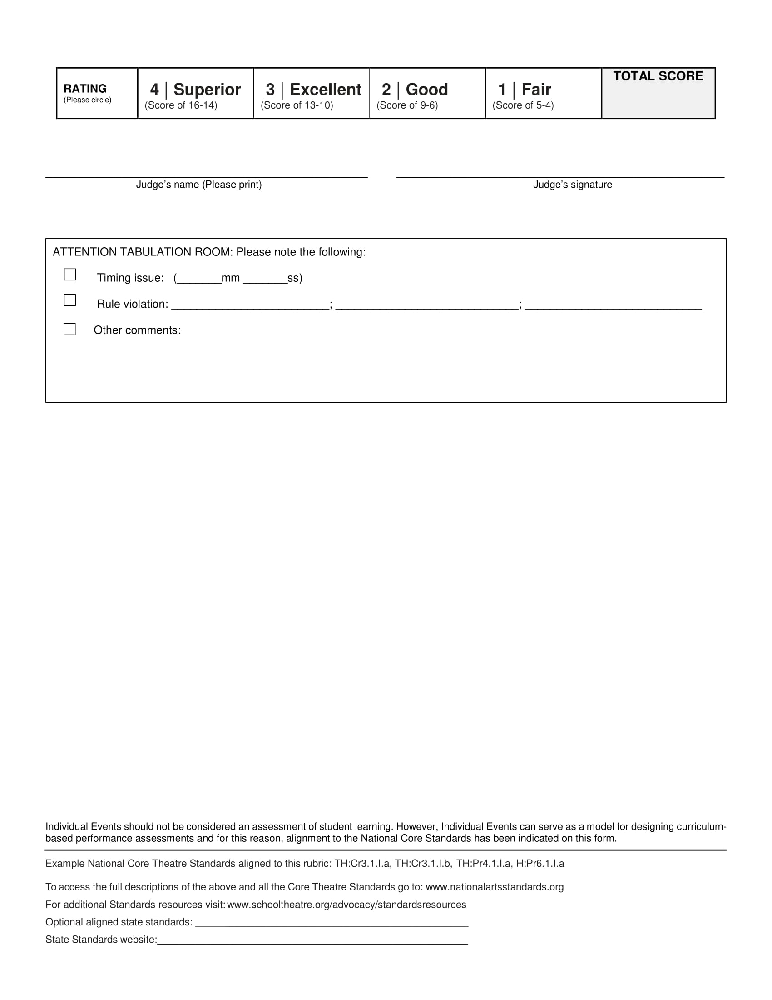 RATING
(Please circle)
4 | Superior
(Score of 16-14)
3 | Excellent
(Score of 13-10)
2 | Good
(Score of 9-6)
1 | Fair
(Score of 5-4)
TOTAL SCORE
Judge’s name (Please print)
Judge’s signature
ATTENTION TABULATION ROOM: Please note the following:
Timing issue: (_______mm _______ss)
Rule violation: _________________________; _____________________________; ____________________________
Other comments:
Individual Events should not be considered an assessment of student learning. However, Individual Events can serve as a model for designing curriculum-
based performance assessments and for this reason, alignment to the National Core Standards has been indicated on this form.
Example National Core Theatre Standards aligned to this rubric: TH:Cr3.1.I.a, TH:Cr3.1.I.b, TH:Pr4.1.I.a, H:Pr6.1.I.a
To access the full descriptions of the above and all the Core Theatre Standards go to: www.nationalartsstandards.org
For additional Standards resources visit: www.schooltheatre.org/advocacy/standardsresources
Optional aligned state standards: ______________________________________________
State Standards website:____________________________________________________